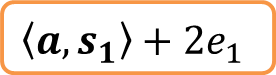 ⟨a, s₁⟩ + 2e₁